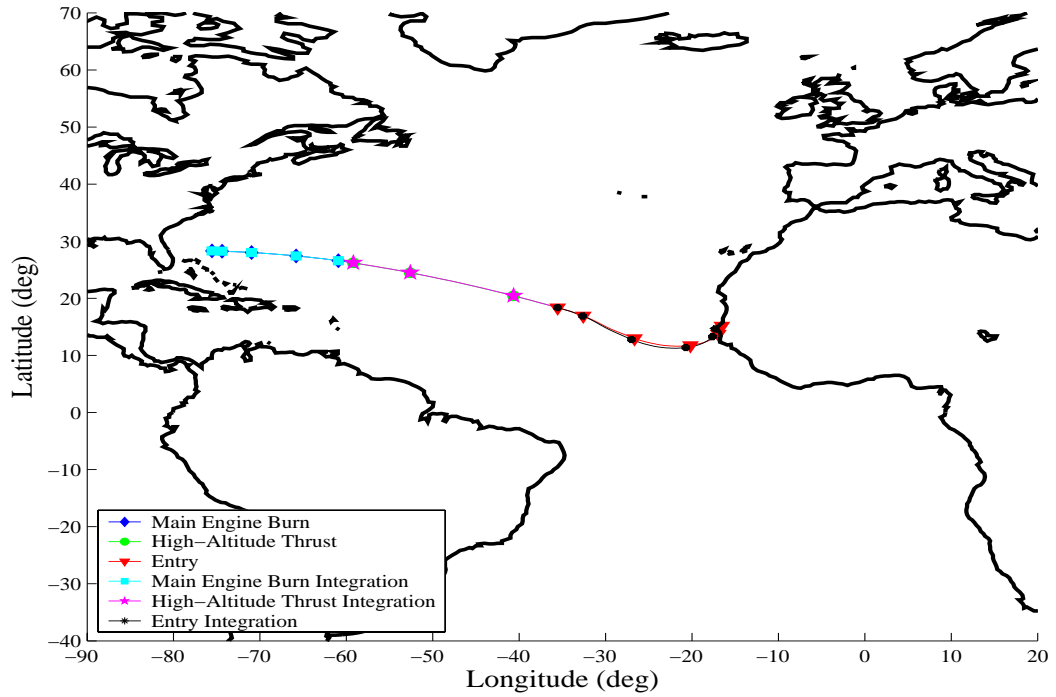 70
60
50
40
30
20
10
0
−10
−20
−30
−40
Latitude (deg)
Main Engine Burn
High−Altitude Thrust
Entry
Main Engine Burn Integration
High−Altitude Thrust Integration
Entry Integration
−90 −80 −70 −60 −50 −40 −30 −20 −10 0 10 20
Longitude (deg)